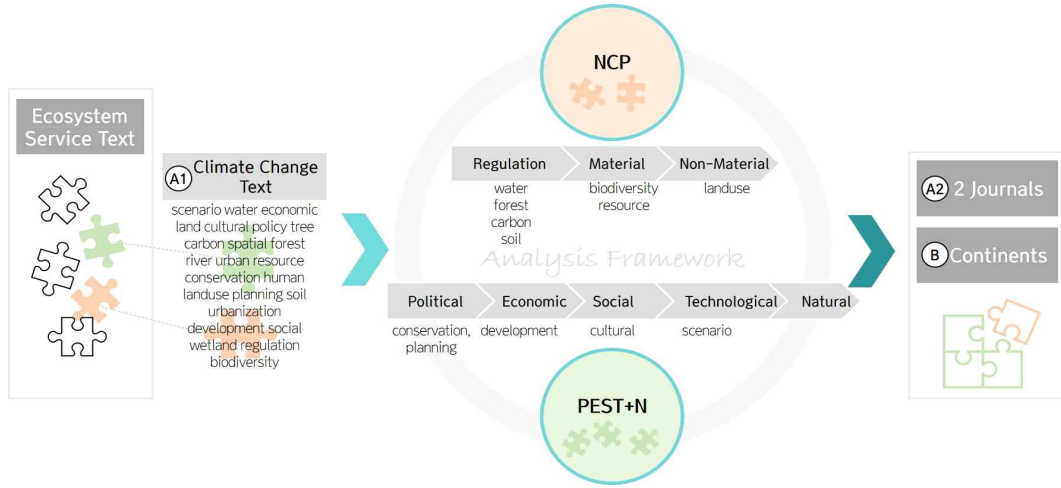 Ecosystem
Service Text
A1
Climate Change
Text
scenario water economic
land cultural policy tree
carbon spatial forest
river urban resource
conservation human
landuse planning soil
urbanization
development social
wetland regulation
biodiversity
NCP
Regulation
Material
Non-Material
water
forest
carbon
soil
biodiversity
resource
landuse
Analysis Framework
Political
Economic
Social
Technological
Natural
conservation,
planning
development
cultural
scenario
PEST+N
A2 2 Journals
B Continents